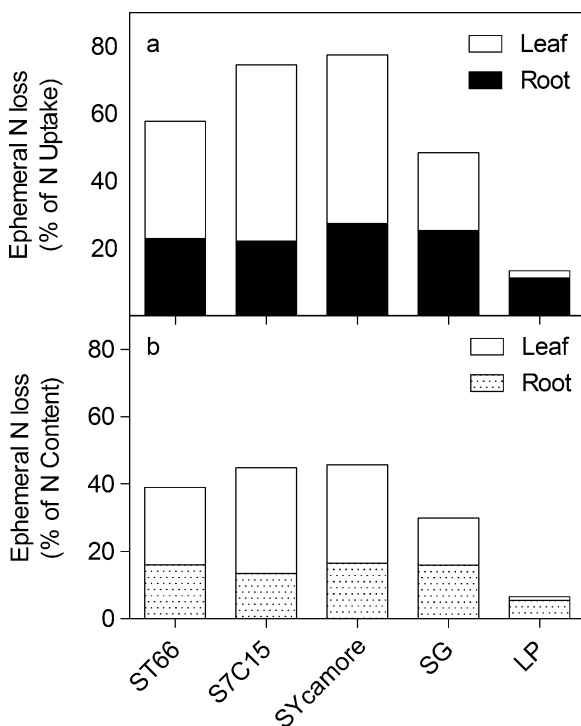 a
Leaf
Root
80
60
40
20
Ephemeral N loss
(% of N Uptake)
b
Leaf
Root
80
60
40
20
0
Ephemeral N loss
(% of N Content)
ST66
S7C15
SYcamore
SG
LP